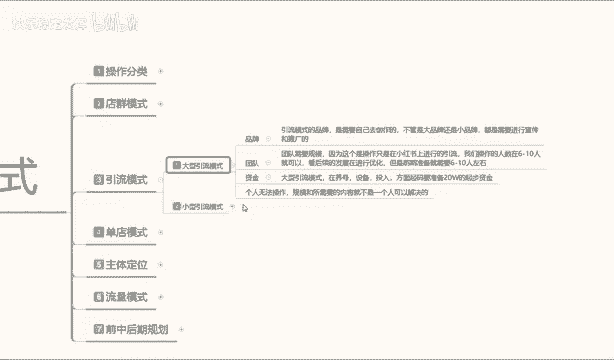 式
1 操作分类
2 店群模式
3 引流模式
1 大型引流模式
品牌
引流模式的品牌，是需要自己去创作的，不管是大品牌还是小品牌，都是需要进行宣传
和推广的
团队
团队需要规模，因为这个是操作只是在小红书上进行的引流，我们操作的人数在6-10人
就可以，看后续的发展在进行优化，但是前期准备就需要6-10人左右
资金
大型引流模式，在养号，设备，投入，方面起码要准备20W的起步资金
个人无法操作，规模和所需要的内容就不是一个人可以解决的
2 小型引流模式
4 单店模式
5 主体定位
6 流量模式
7 前中后期规划